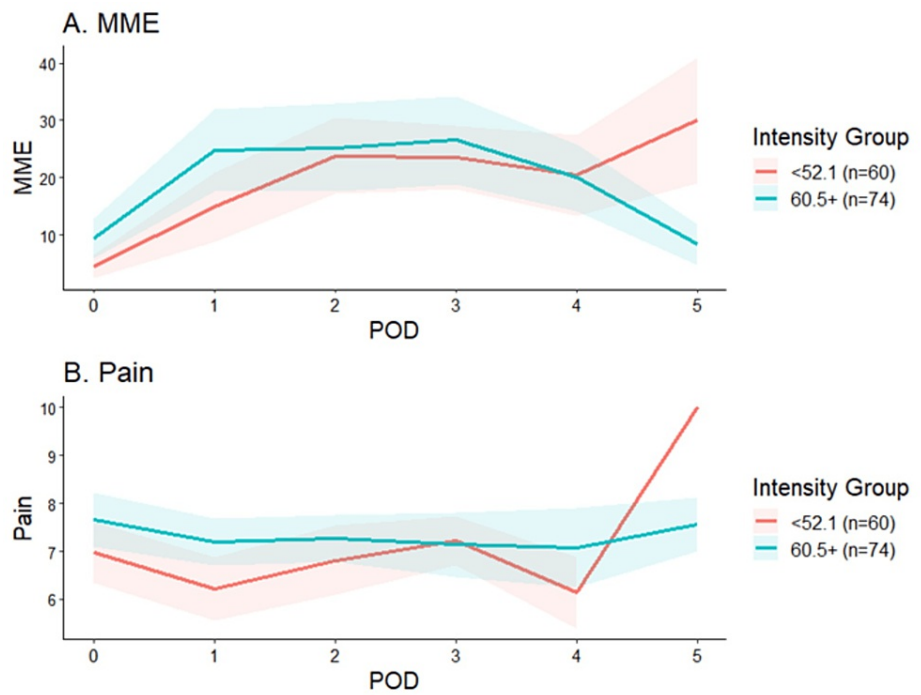 A. MME
40
30
20
10
MME
0 1 2 3 4 5
POD
Intensity Group
<52.1 (n=60)
60.5+ (n=74)
B. Pain
10
9
8
7
6
Pain
0 1 2 3 4 5
POD
Intensity Group
<52.1 (n=60)
60.5+ (n=74)